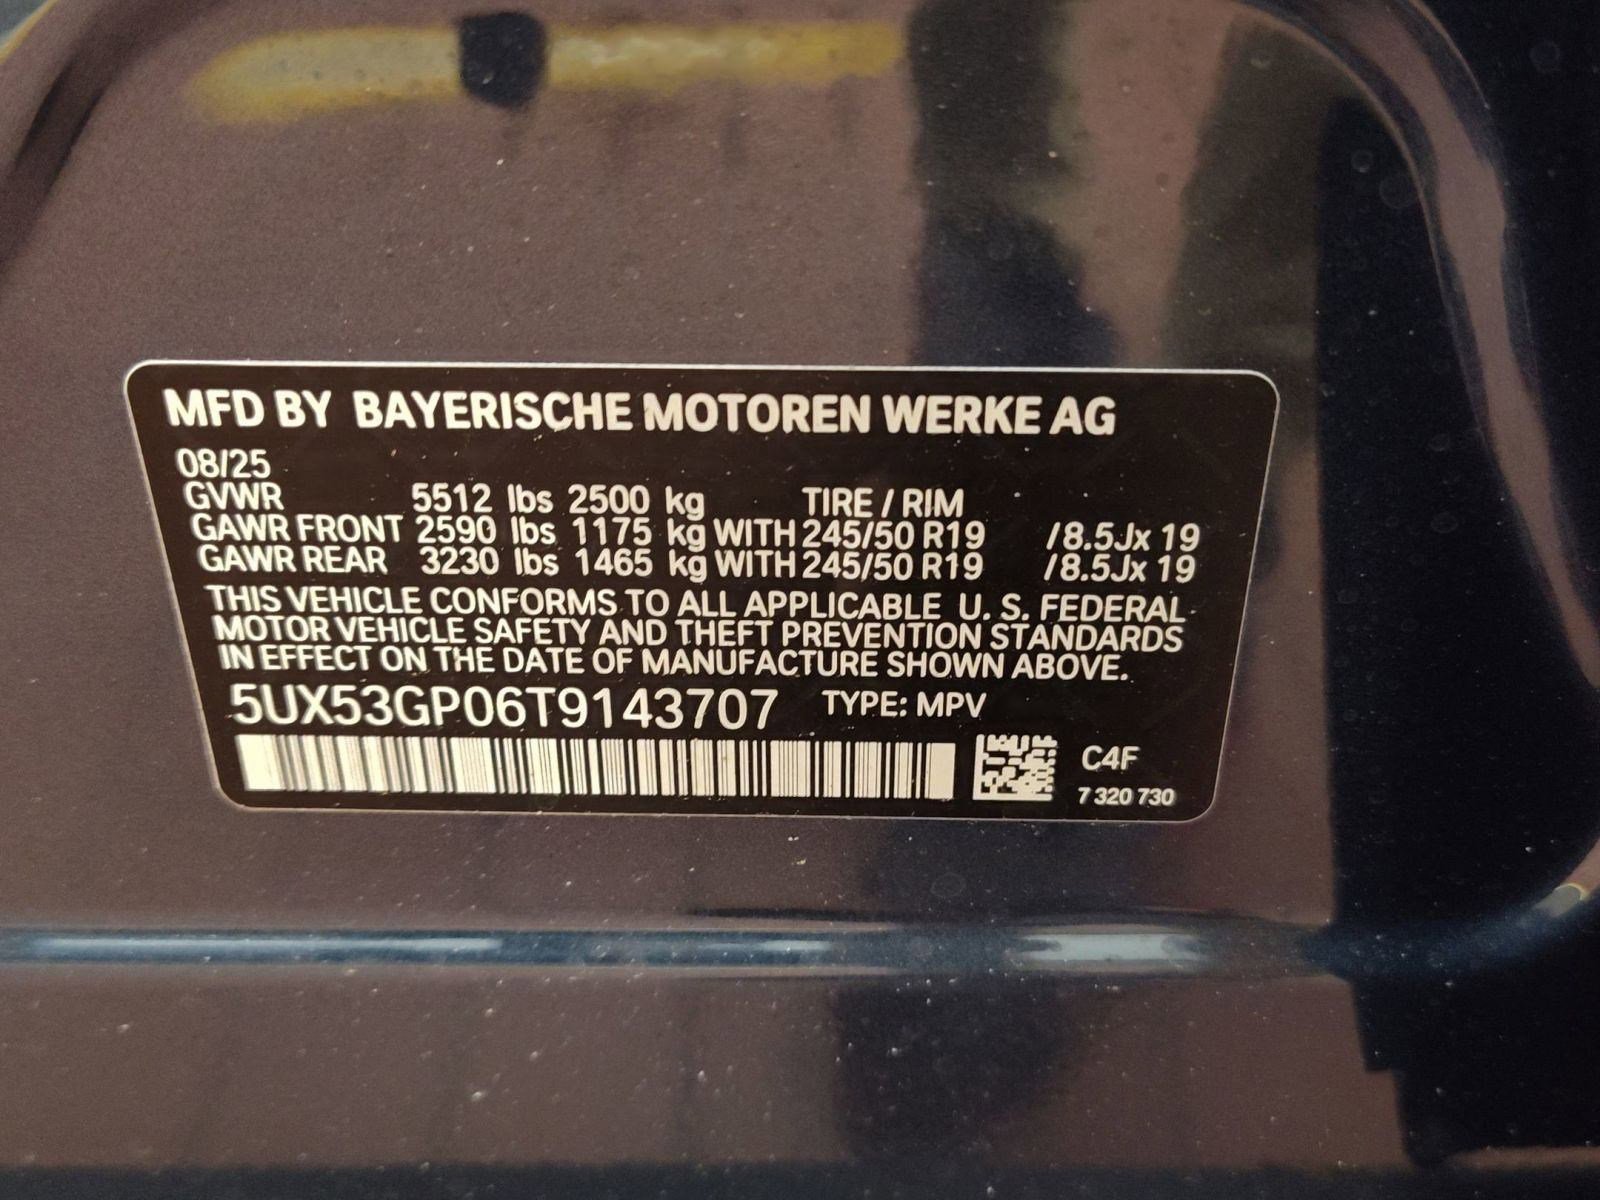 MFD BY BAYERISCHE MOTOREN WERKE AG
08/25
GVWR 5512 lbs 2500 kg TIRE / RIM
GAWR FRONT 2590 lbs 1175 kg WITH 245/50 R19 /8.5Jx 19
GAWR REAR 3230 lbs 1465 kg WITH 245/50 R19 /8.5Jx 19
THIS VEHICLE CONFORMS TO ALL APPLICABLE U. S. FEDERAL
MOTOR VEHICLE SAFETY AND THEFT PREVENTION STANDARDS
IN EFFECT ON THE DATE OF MANUFACTURE SHOWN ABOVE.
5UX53GP06T9143707 TYPE: MPV
C4F
7 320 730